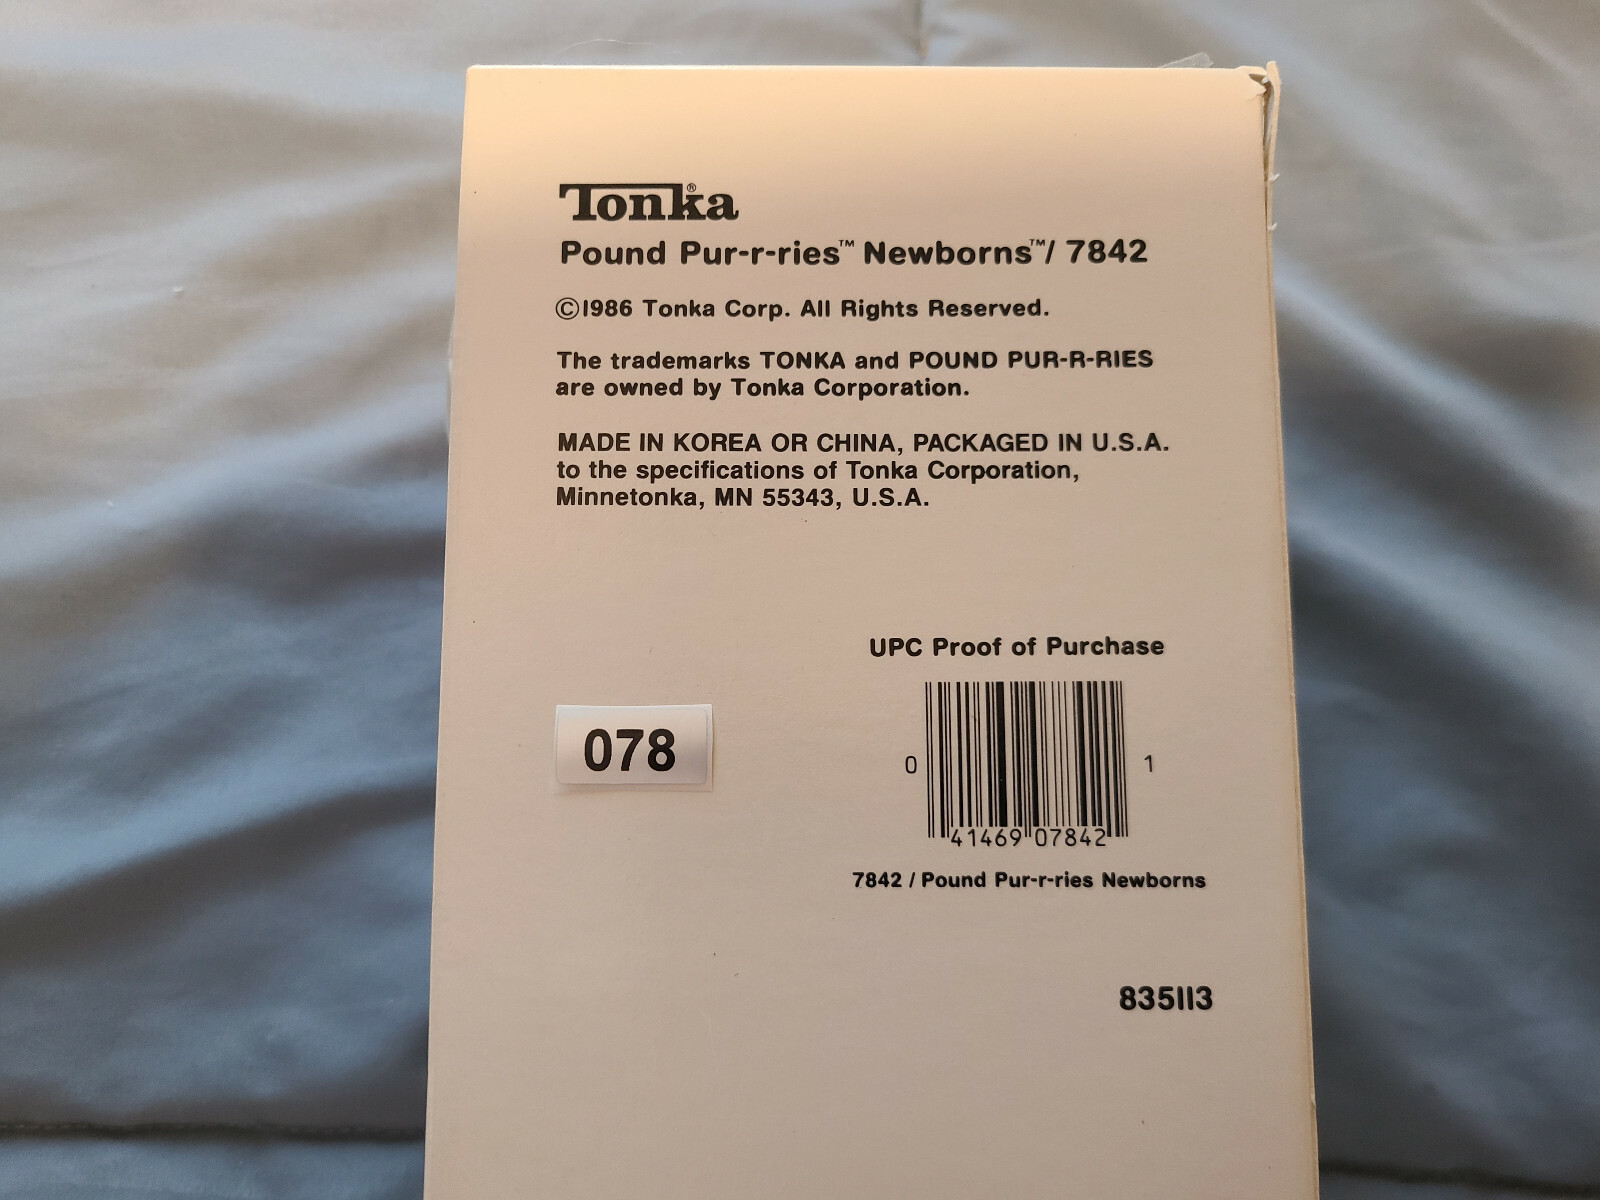 Tonka®
Pound Pur-r-ries™ Newborns™/ 7842
©1986 Tonka Corp. All Rights Reserved.
The trademarks TONKA and POUND PUR-R-RIES
are owned by Tonka Corporation.
MADE IN KOREA OR CHINA, PACKAGED IN U.S.A.
to the specifications of Tonka Corporation,
Minnetonka, MN 55343, U.S.A.
UPC Proof of Purchase
078
0 41469 07842 1
7842 / Pound Pur-r-ries Newborns
835113